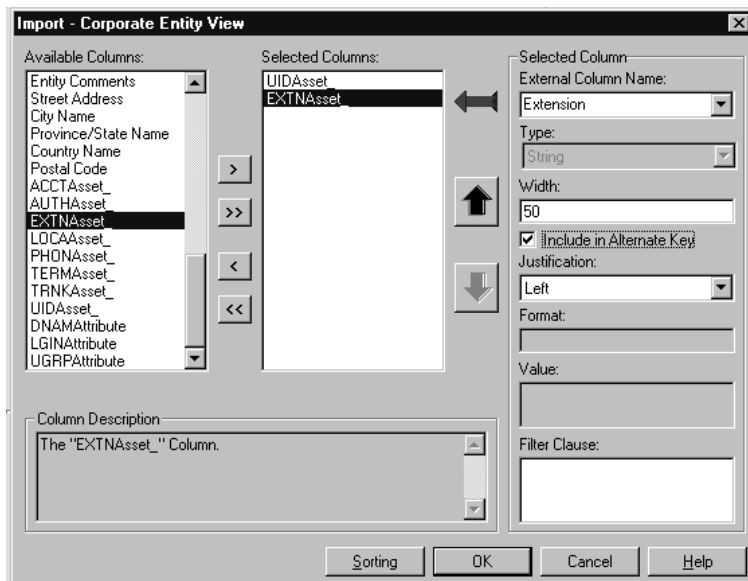 Import - Corporate Entity View
Available Columns:
Entity Comments
Street Address
City Name
Province/State Name
Country Name
Postal Code
ACCTAsset_
AUTHAsset_
EXTNAsset_
LOCAAsset_
PHONAsset_
TERMAsset_
TRNKAsset_
UIDAsset_
DNAMAttribute
LGINAttribute
UGRPAttribute
>
>>
<
<<
Selected Columns:
UIDAsset_
EXTNAsset_
Selected Column
External Column Name:
Extension
Type:
String
Width:
50
Include in Alternate Key
Justification:
Left
Format:
Value:
Filter Clause:
Column Description
The "EXTNAsset_" Column.
Sorting
OK
Cancel
Help